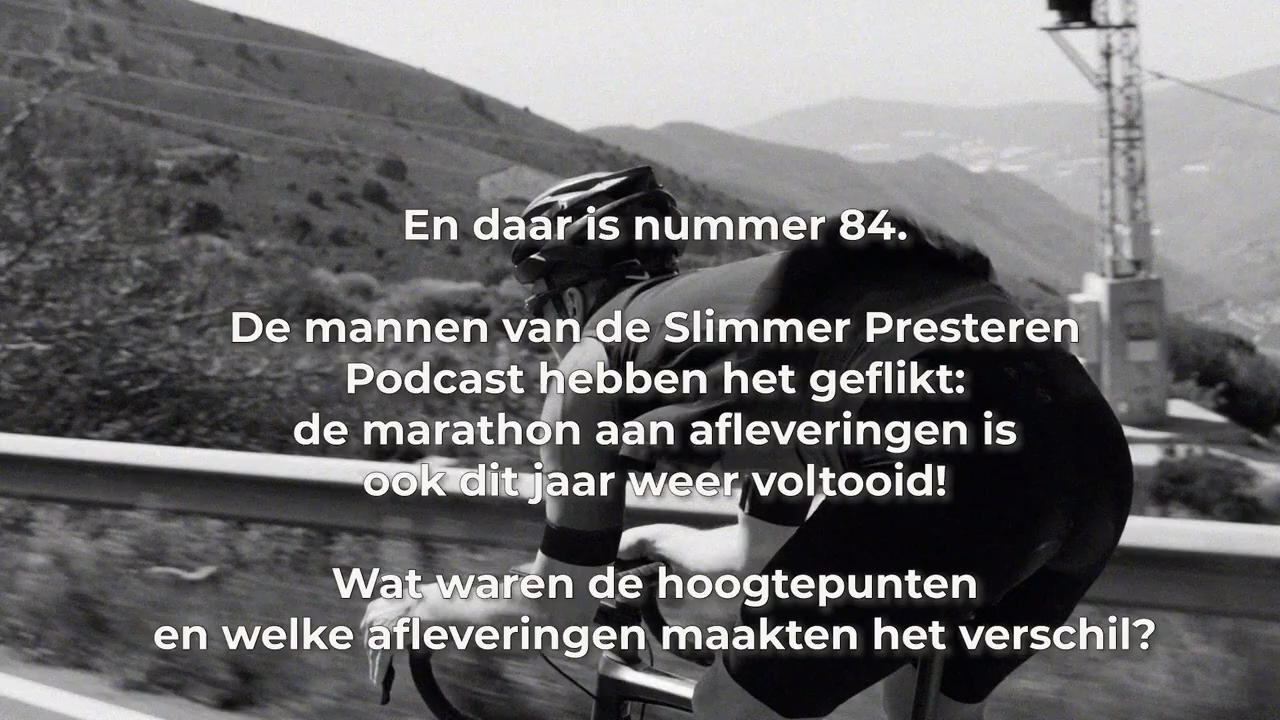 En daar is nummer 84.
De mannen van de Slimmer Presteren
Podcast hebben het geflikt:
de marathon aan afleveringen is
ook dit jaar weer voltooid!
Wat waren de hoogtepunten
en welke afleveringen maakten het verschil?